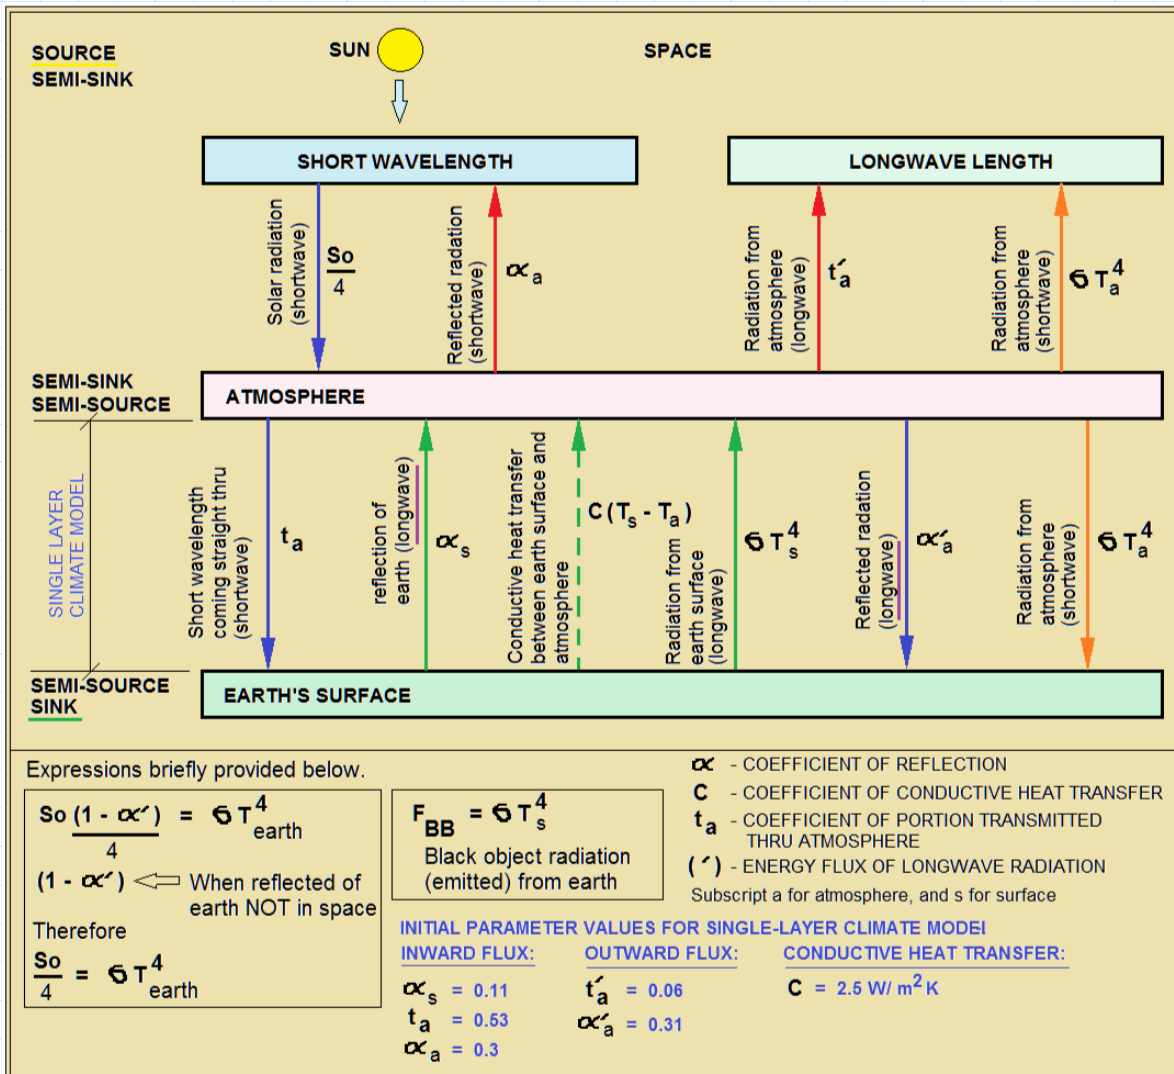 SOURCE
SEMI-SINK
SUN
SPACE
SHORT WAVELENGTH
LONGWAVE LENGTH
Solar radiation
(shortwave)
So
4
Reflected radation
(shortwave)
∝a
Radiation from
atmosphere
(longwave)
t′a
Radiation from
atmosphere
(shortwave)
σ Ta⁴
SEMI-SINK
SEMI-SOURCE
ATMOSPHERE
SINGLE LAYER
CLIMATE MODEL
Short wavelength
coming straight thru
(shortwave)
ta
reflection of
earth (longwave)
∝s
Conductive heat transfer
between earth surface and
atmosphere
C (Ts - Ta)
Radiation from
earth surface
(longwave)
σ Ts⁴
Reflected radation
(longwave)
∝′a
Radiation from
atmosphere
(shortwave)
σ Ta⁴
SEMI-SOURCE
SINK
EARTH'S SURFACE
Expressions briefly provided below.
So (1 - ∝′) = σ T⁴earth
4
(1 - ∝′) When reflected of
earth NOT in space
Therefore
So = σ T⁴earth
4
FBB = σ Ts⁴
Black object radiation
(emitted) from earth
∝ - COEFFICIENT OF REFLECTION
C - COEFFICIENT OF CONDUCTIVE HEAT TRANSFER
ta - COEFFICIENT OF PORTION TRANSMITTED
THRU ATMOSPHERE
(′) - ENERGY FLUX OF LONGWAVE RADIATION
Subscript a for atmosphere, and s for surface
INITIAL PARAMETER VALUES FOR SINGLE-LAYER CLIMATE MODEL
INWARD FLUX: OUTWARD FLUX: CONDUCTIVE HEAT TRANSFER:
∝s = 0.11 t′a = 0.06 C = 2.5 W/ m² K
ta = 0.53 ∝′a = 0.31
∝a = 0.3